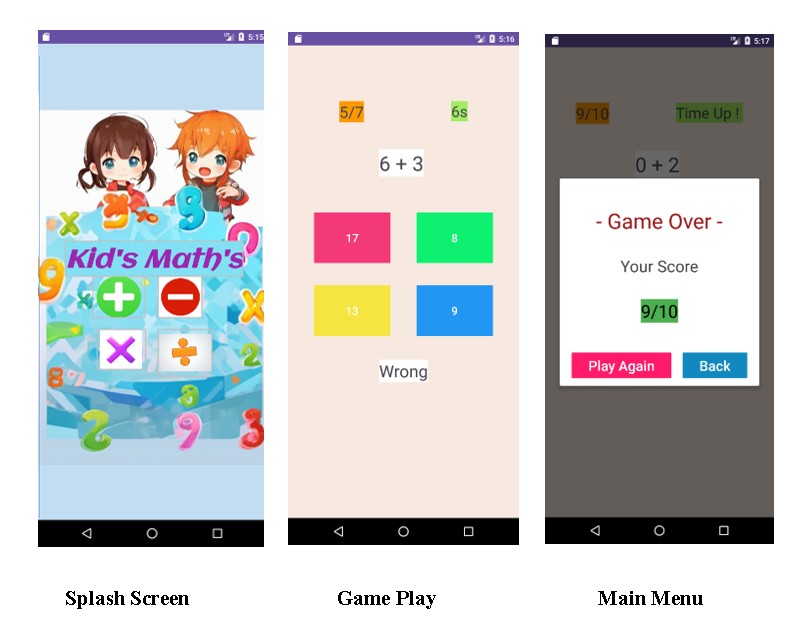 5:15
Kid's Math's
5:16
5/7 6s
6 + 3
17 8
13 9
Wrong
5:17
9/10 Time Up !
0 + 2
- Game Over -
Your Score
9/10
Play Again Back
Splash Screen Game Play Main Menu